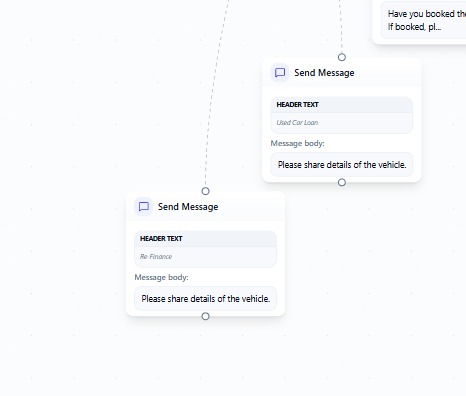 Have you booked the
If booked, pl...
Send Message
HEADER TEXT
Used Car Loan
Message body:
Please share details of the vehicle.
Send Message
HEADER TEXT
Re-Finance
Message body:
Please share details of the vehicle.